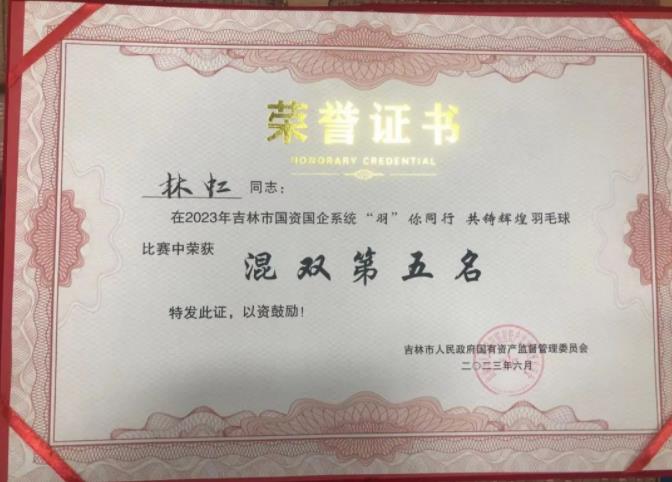 荣誉证书
HONORARY CREDENTIAL
林虹 同志：
在2023年吉林市国资国企系统“羽”你同行 共铸辉煌羽毛球
比赛中荣获 混双第五名
特发此证，以资鼓励！
吉林市人民政府国有资产监督管理委员会
二〇二三年六月